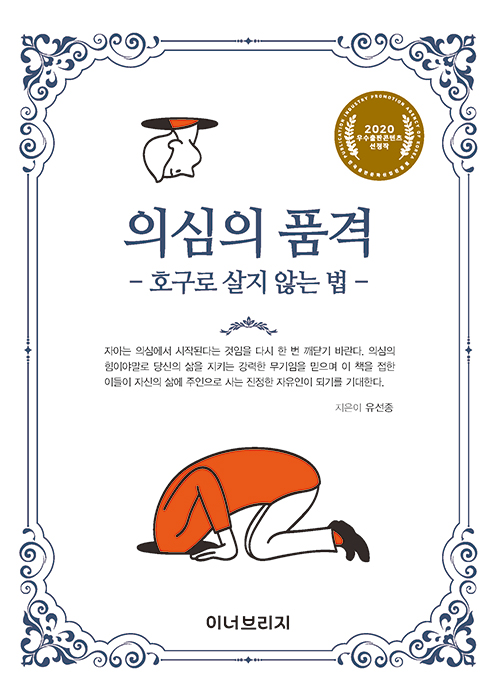 PUBLICATION INDUSTRY PROMOTION AGENCY OF KOREA
2020
우수출판콘텐츠
선정작
의심의 품격
- 호구로 살지 않는 법 -
자아는 의심에서 시작된다는 것임을 다시 한 번 깨닫기 바란다. 의심의
힘이야말로 당신의 삶을 지키는 강력한 무기임을 믿으며 이 책을 접한
이들이 자신의 삶에 주인으로 사는 진정한 자유인이 되기를 기대한다.
지은이 유선종
이너브리지